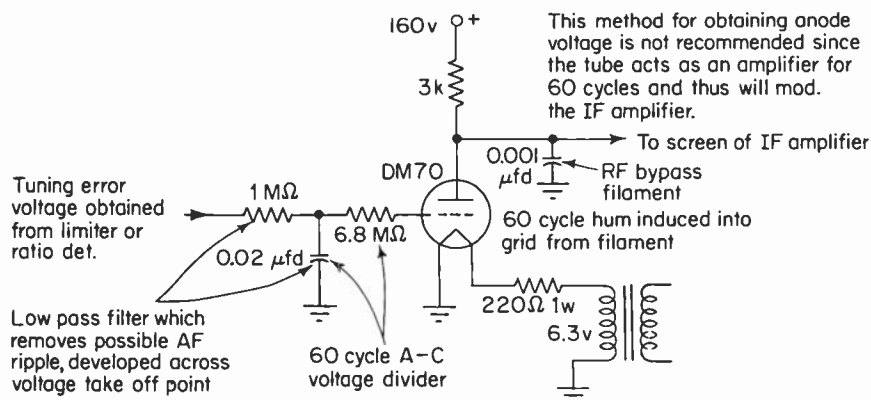 160v
+
This method for obtaining anode
voltage is not recommended since
the tube acts as an amplifier for
60 cycles and thus will mod.
the IF amplifier.
3k
To screen of IF amplifier
DM70
0.001
μfd
RF bypass
filament
Tuning error
voltage obtained
from limiter or
ratio det.
1MΩ
6.8 MΩ
60 cycle hum induced into
grid from filament
0.02 μfd
220Ω 1w
6.3v
Low pass filter which
removes possible AF
ripple, developed across
voltage take off point
60 cycle A-C
voltage divider